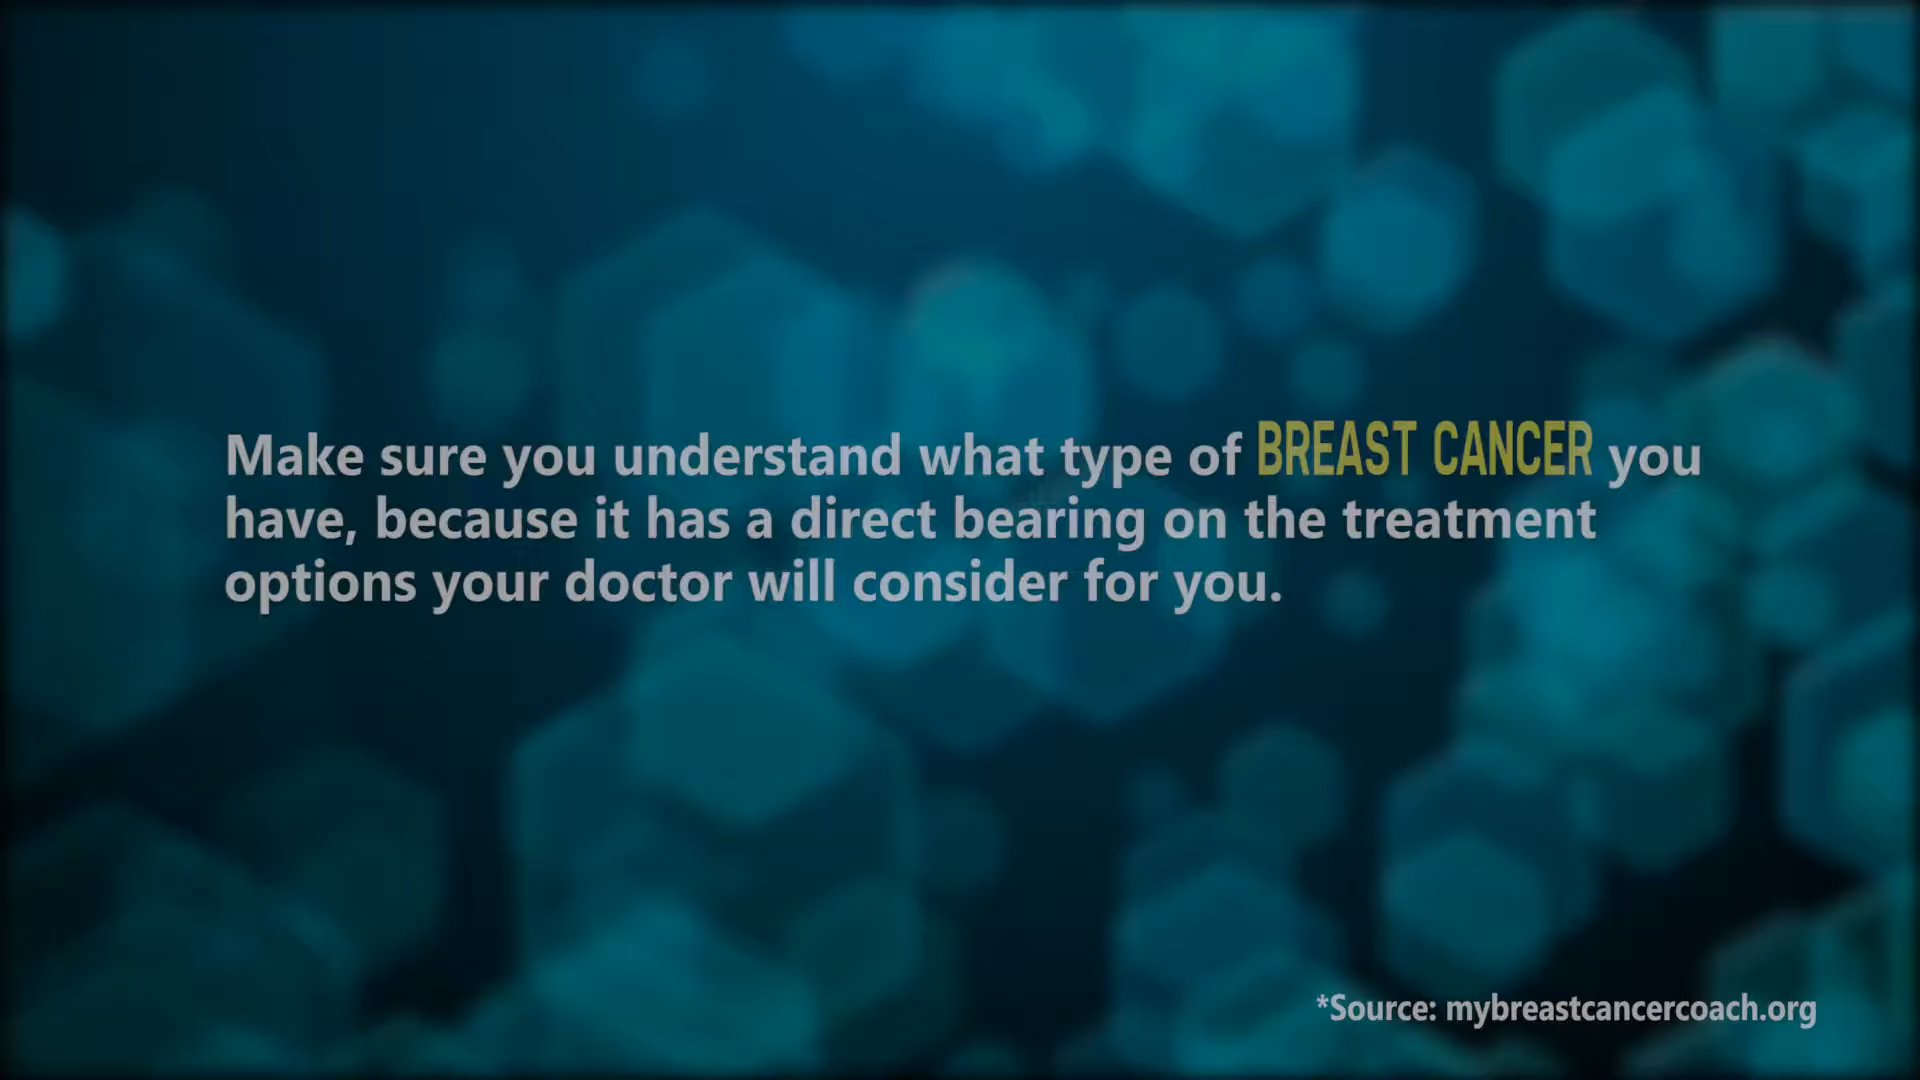 Make sure you understand what type of BREAST CANCER you
have, because it has a direct bearing on the treatment
options your doctor will consider for you.
*Source: mybreastcancercoach.org